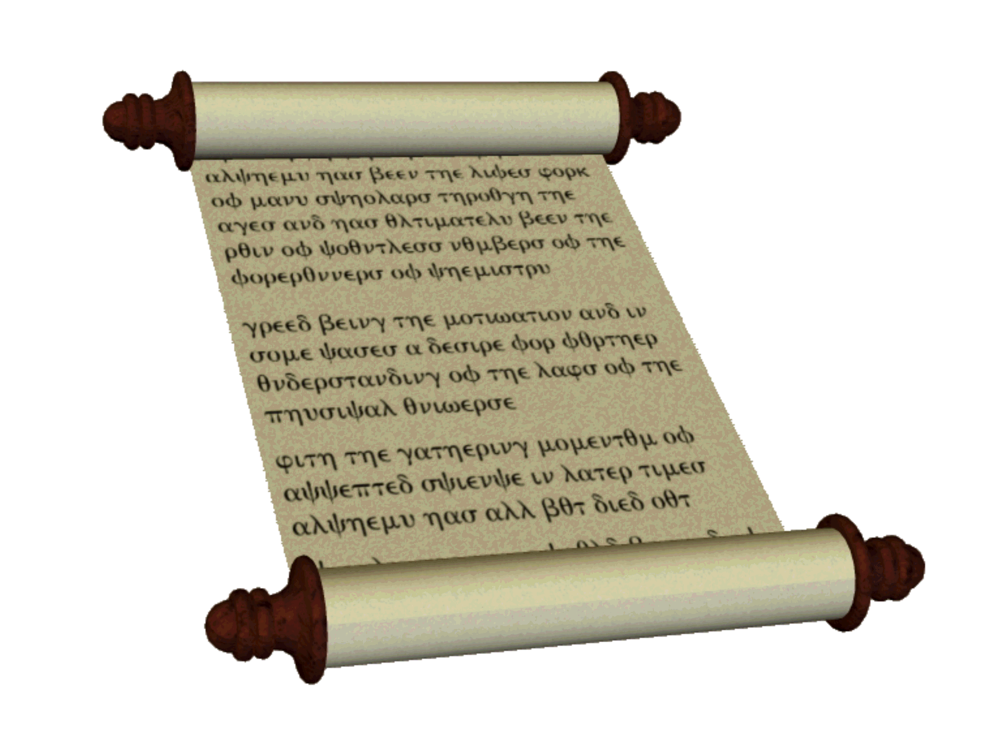 αλψηεμυ ηασ βεεν τηε λιφεσ φορκ
οφ μανυ σψηολαρσ τηροθγη τηε
αγεσ ανδ ηασ θλτιματελυ βεεν τηε
ρθιν οφ ψοθντλεσσ νθμβερσ οφ τηε
φορερθννερσ οφ ψηεμιστρυ
γρεεδ βεινγ τηε μοτιωατιον ανδ ιν
σομε ψασεσ α δεσιρε φορ φθρτηερ
θνδερστανδινγ οφ τηε λαφσ οφ τηε
πηυσιψαλ θνιωερσε
φιτη τηε γατηερινγ μομεντθμ οφ
αψψεπτεδ σψιενψε ιν λατερ τιμεσ
αλψηεμυ ηασ αλλ βθτ διεδ οθτ